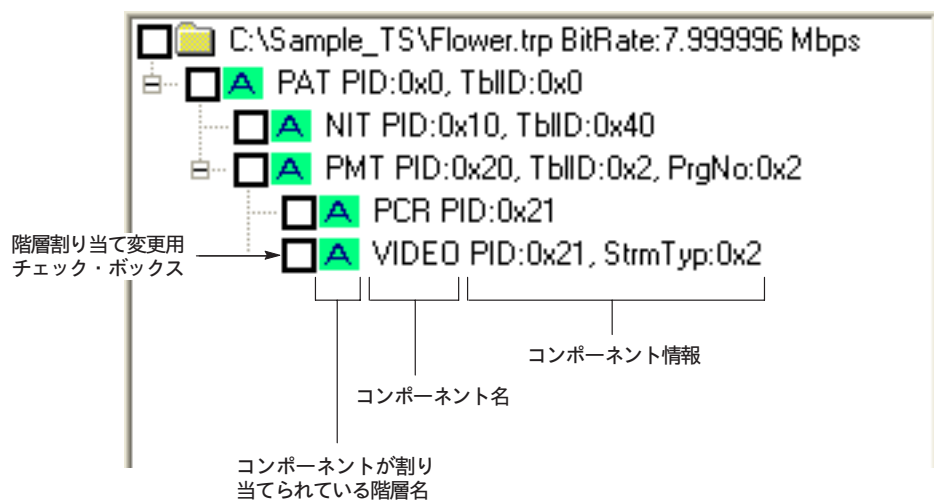 C:\Sample_TS\Flower.trp BitRate:7.999996 Mbps
A PAT PID:0x0, TblID:0x0
A NIT PID:0x10, TblID:0x40
A PMT PID:0x20, TblID:0x2, PrgNo:0x2
A PCR PID:0x21
A VIDEO PID:0x21, StrmTyp:0x2
階層割り当て変更用
チェック・ボックス
コンポーネント情報
コンポーネント名
コンポーネントが割り
当てられている階層名